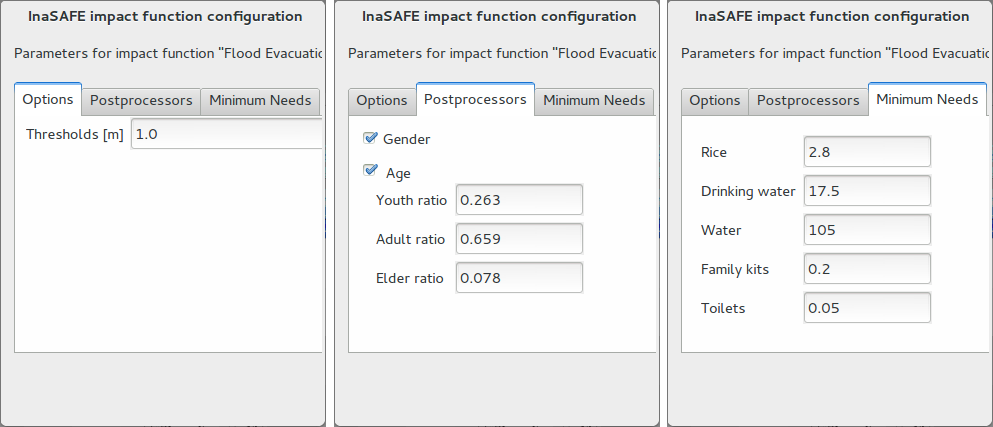 InaSAFE impact function configuration
Parameters for impact function "Flood Evacuatio
Options Postprocessors Minimum Needs
Thresholds [m] 1.0
InaSAFE impact function configuration
Parameters for impact function "Flood Evacuatio
Options Postprocessors Minimum Needs
Gender
Age
Youth ratio 0.263
Adult ratio 0.659
Elder ratio 0.078
InaSAFE impact function configuration
Parameters for impact function "Flood Evacuatio
Options Postprocessors Minimum Needs
Rice 2.8
Drinking water 17.5
Water 105
Family kits 0.2
Toilets 0.05